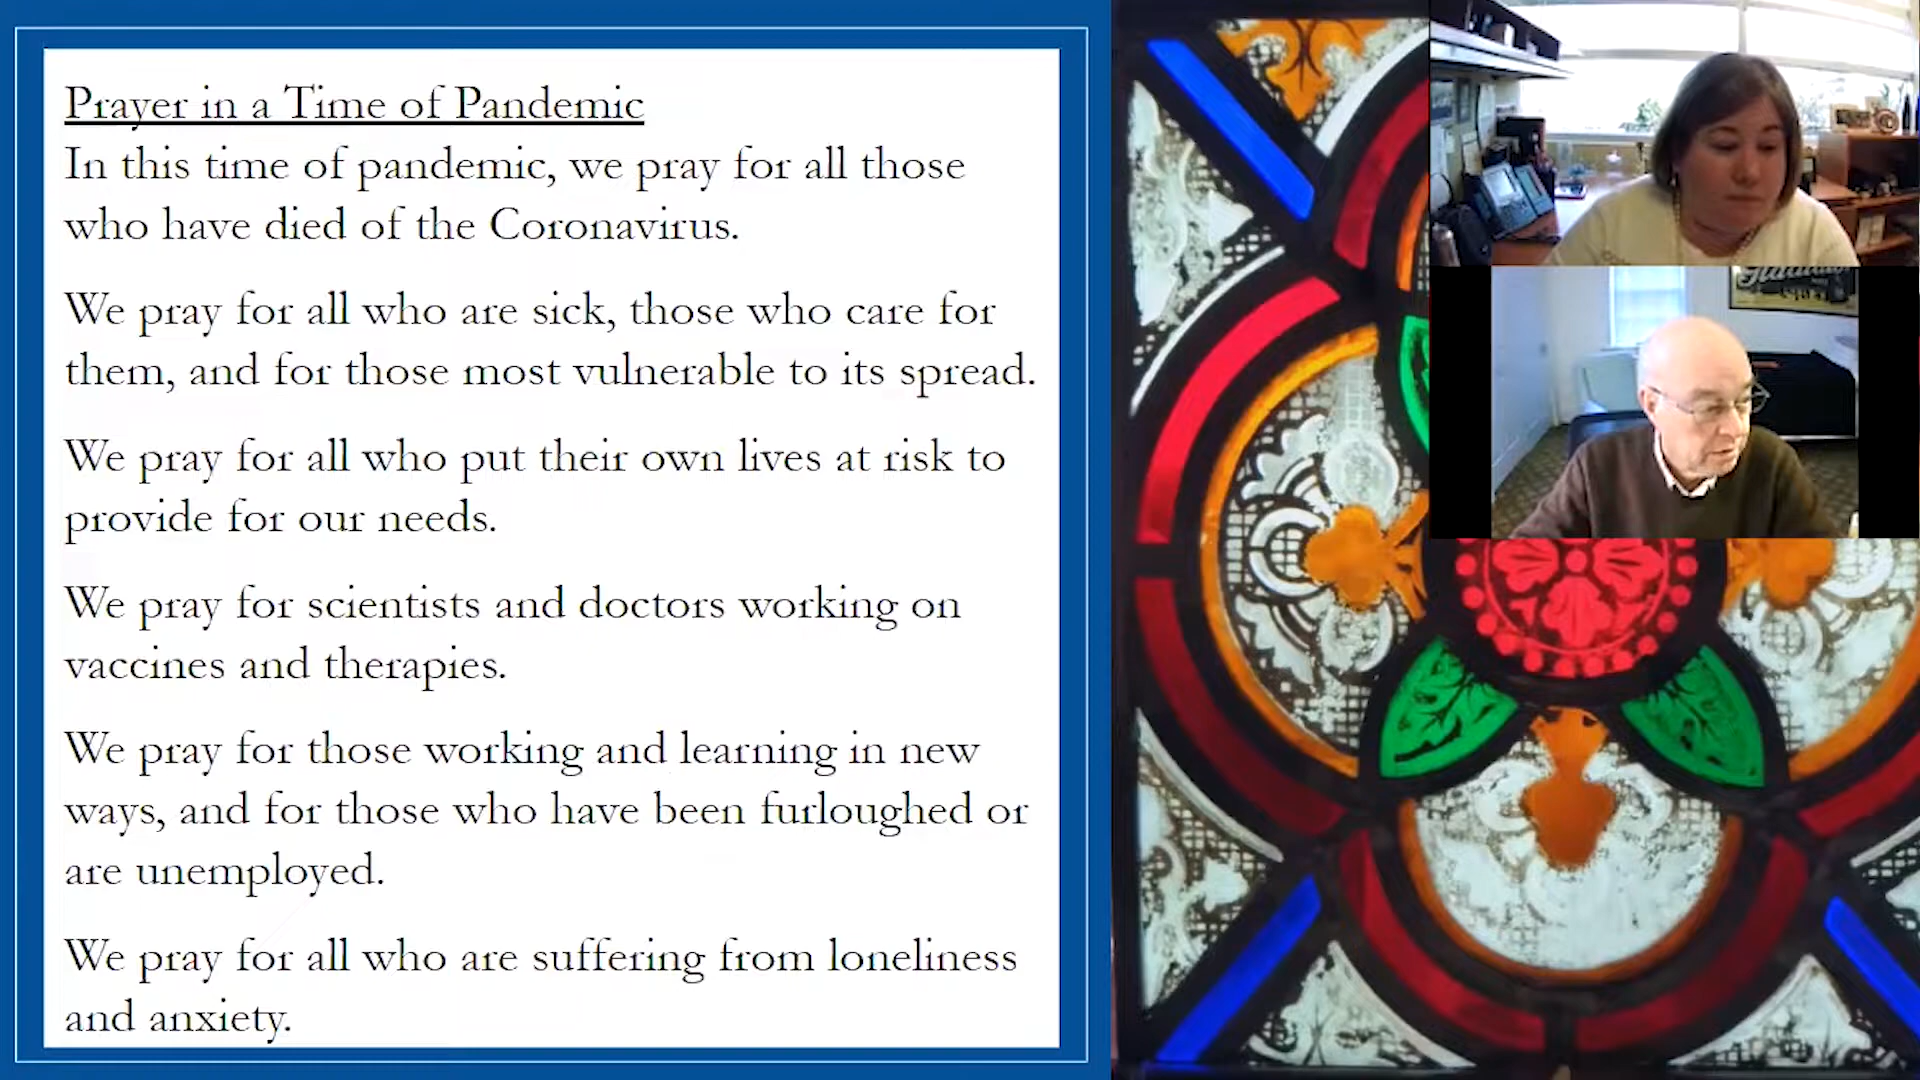 Prayer in a Time of Pandemic
In this time of pandemic, we pray for all those
who have died of the Coronavirus.
We pray for all who are sick, those who care for
them, and for those most vulnerable to its spread.
We pray for all who put their own lives at risk to
provide for our needs.
We pray for scientists and doctors working on
vaccines and therapies.
We pray for those working and learning in new
ways, and for those who have been furloughed or
are unemployed.
We pray for all who are suffering from loneliness
and anxiety.